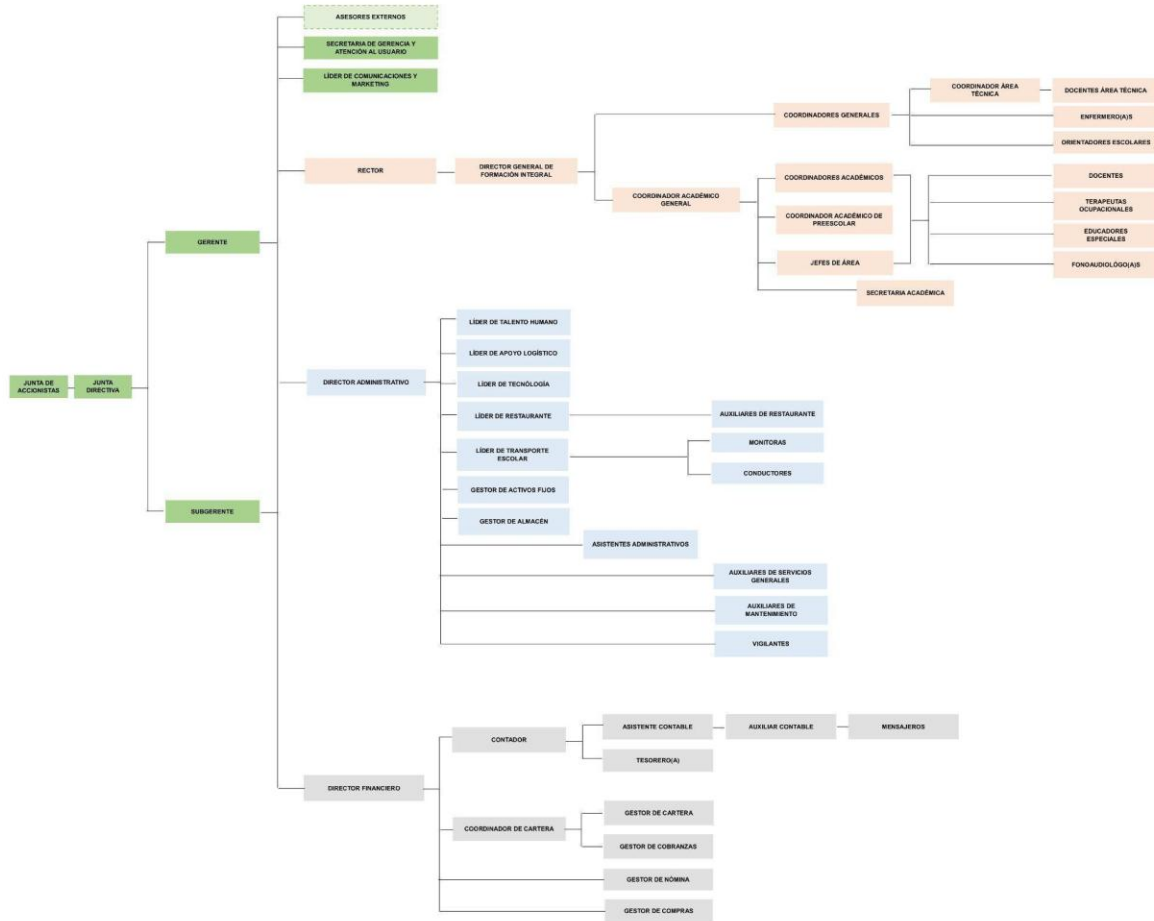 ASESORES EXTERNOS
SECRETARIA DE GERENCIA Y
ATENCIÓN AL USUARIO
LÍDER DE COMUNICACIONES Y
MARKETING
COORDINADOR ÁREA
TÉCNICA
DOCENTES ÁREA TÉCNICA
COORDINADORES GENERALES
ENFERMERO(A)S
ORIENTADORES ESCOLARES
RECTOR
DIRECTOR GENERAL DE
FORMACIÓN INTEGRAL
COORDINADOR ACADÉMICO
GENERAL
COORDINADORES ACADÉMICOS
COORDINADOR ACADÉMICO DE
PREESCOLAR
JEFES DE ÁREA
SECRETARIA ACADÉMICA
DOCENTES
TERAPEUTAS
OCUPACIONALES
EDUCADORES
ESPECIALES
FONOAUDIOLÓGO(A)S
GERENTE
JUNTA DE
ACCIONISTAS
JUNTA
DIRECTIVA
SUBGERENTE
DIRECTOR ADMINISTRATIVO
LÍDER DE TALENTO HUMANO
LÍDER DE APOYO LOGÍSTICO
LÍDER DE TECNÓLOGÍA
LÍDER DE RESTAURANTE
AUXILIARES DE RESTAURANTE
LÍDER DE TRANSPORTE
ESCOLAR
MONITORAS
CONDUCTORES
GESTOR DE ACTIVOS FIJOS
GESTOR DE ALMACÉN
ASISTENTES ADMINISTRATIVOS
AUXILIARES DE SERVICIOS
GENERALES
AUXILIARES DE
MANTENIMIENTO
VIGILANTES
DIRECTOR FINANCIERO
CONTADOR
ASISTENTE CONTABLE
AUXILIAR CONTABLE
MENSAJEROS
TESORERO(A)
COORDINADOR DE CARTERA
GESTOR DE CARTERA
GESTOR DE COBRANZAS
GESTOR DE NÓMINA
GESTOR DE COMPRAS